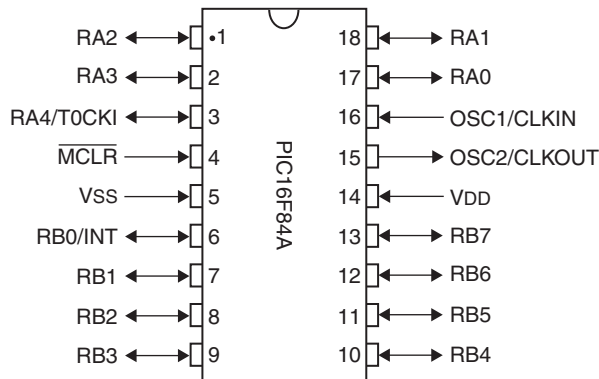 RA2 •1 18 RA1
RA3 2 17 RA0
RA4/T0CKI 3 16 OSC1/CLKIN
MCLR 4 15 OSC2/CLKOUT
VSS 5 14 VDD
RB0/INT 6 13 RB7
RB1 7 12 RB6
RB2 8 11 RB5
RB3 9 10 RB4
PIC16F84A